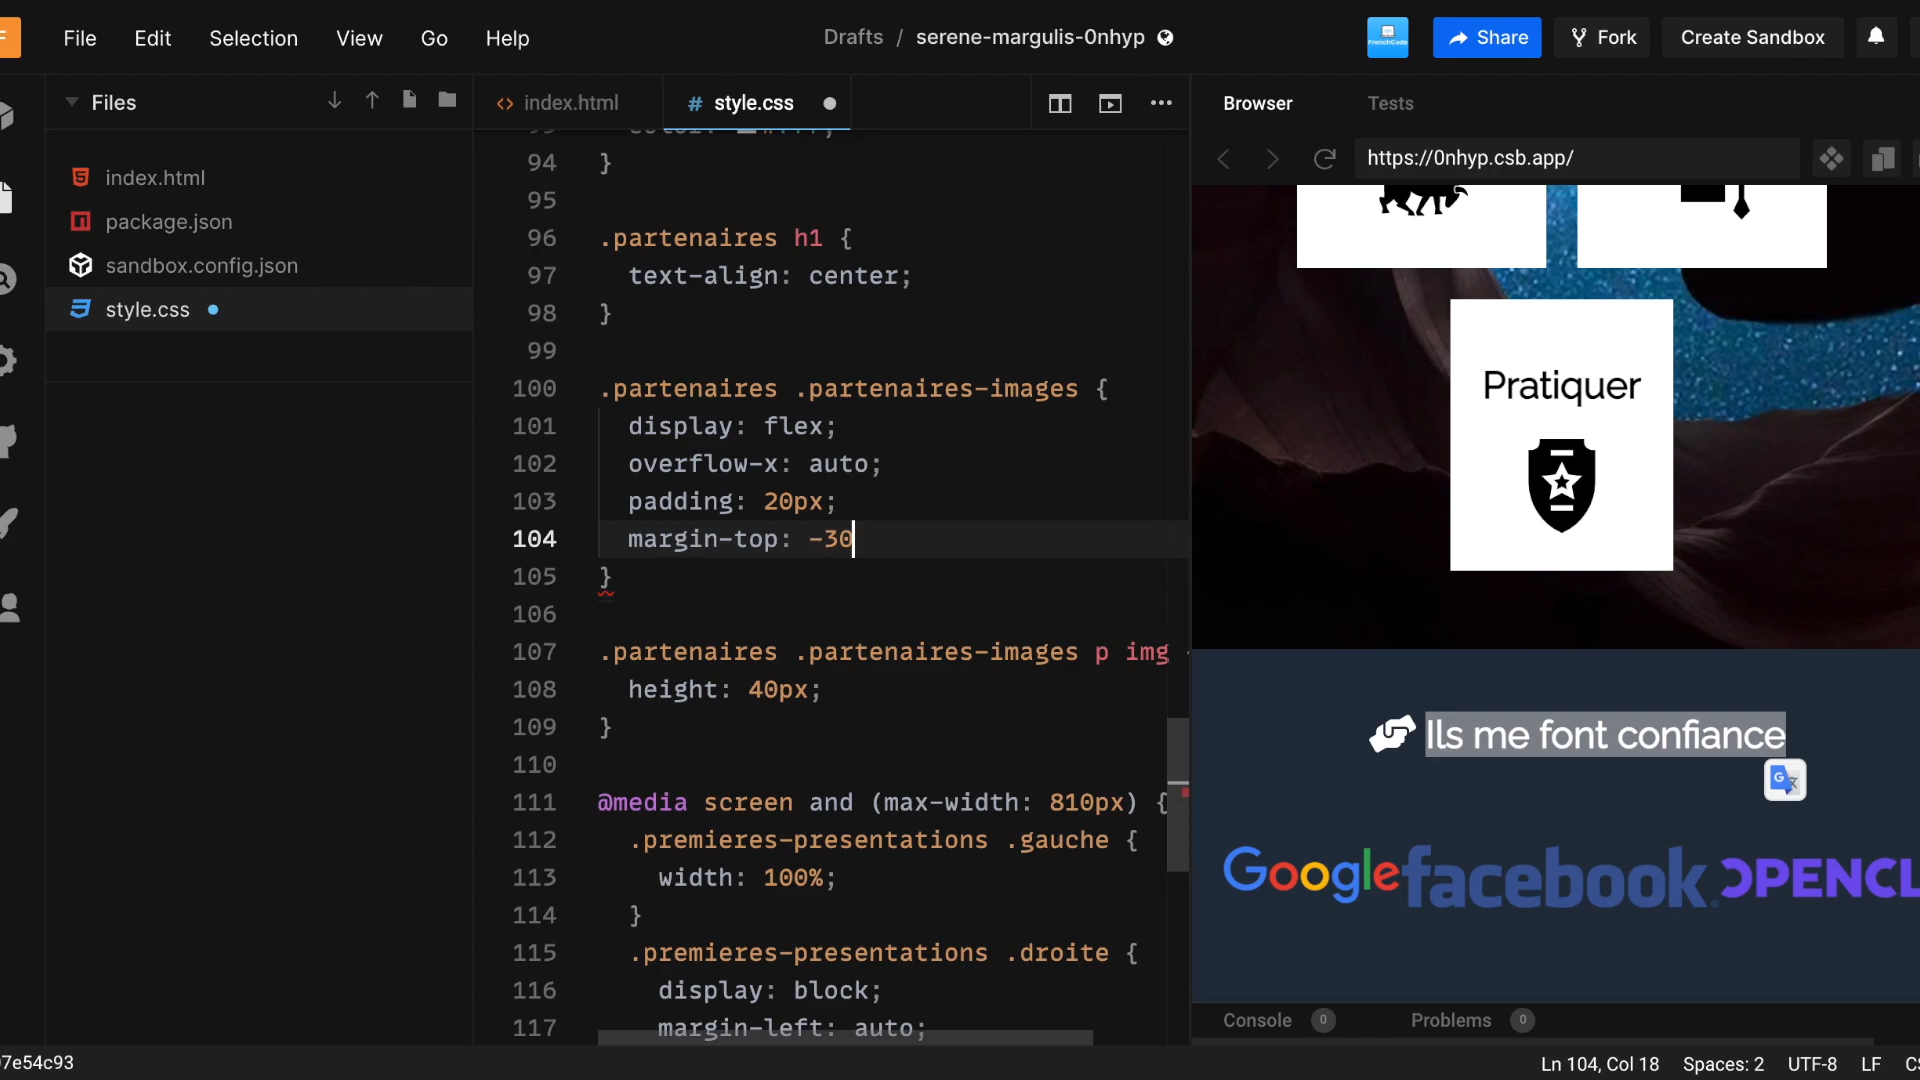 File Edit Selection View Go Help
Drafts / serene-margulis-0nhyp
FrenchCode
Share
Fork
Create Sandbox
Files
index.html
# style.css
Browser
Tests
https://0nhyp.csb.app/
index.html
package.json
sandbox.config.json
style.css
94 }
95
96 .partenaires h1 {
97 text-align: center;
98 }
99
100 .partenaires .partenaires-images {
101 display: flex;
102 overflow-x: auto;
103 padding: 20px;
104 margin-top: -30
105 }
106
107 .partenaires .partenaires-images p img
108 height: 40px;
109 }
110
111 @media screen and (max-width: 810px) {
112 .premieres-presentations .gauche {
113 width: 100%;
114 }
115 .premieres-presentations .droite {
116 display: block;
117 margin-left: auto;
Pratiquer
Ils me font confiance
Google facebook OPENCL
Console 0
Problems 0
7e54c93
Ln 104, Col 18 Spaces: 2 UTF-8 LF